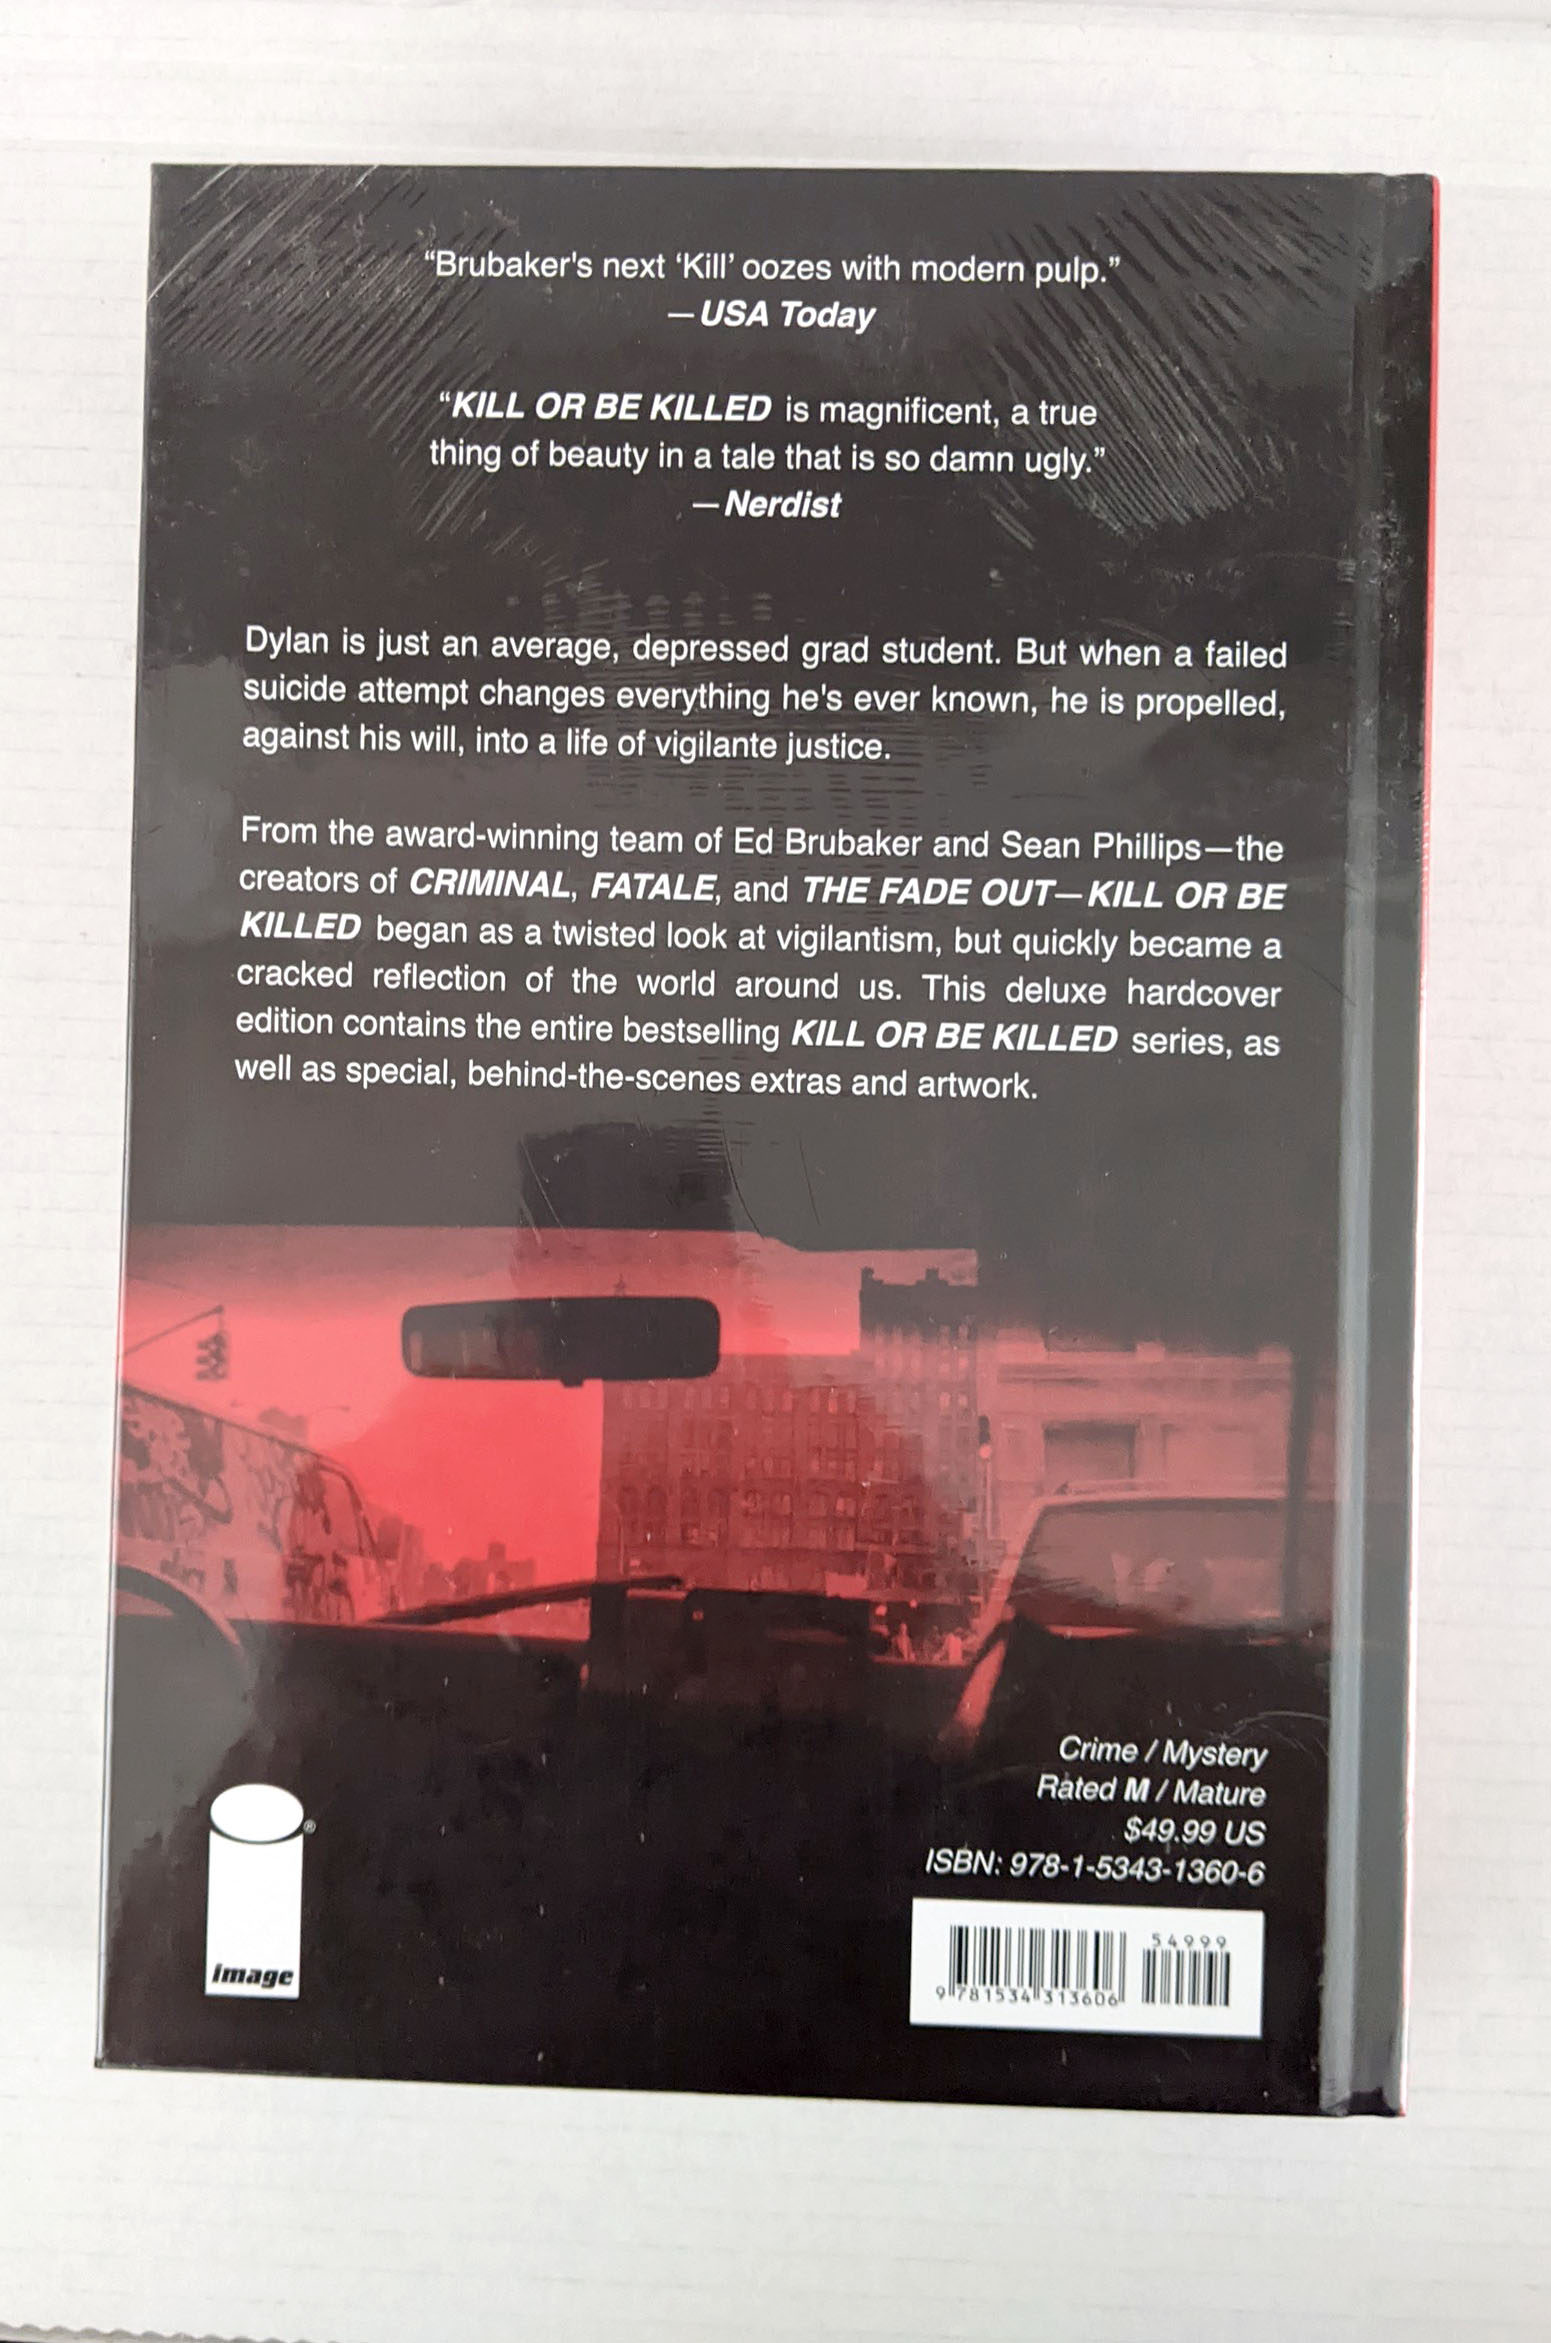 “Brubaker's next ‘Kill’ oozes with modern pulp.”
—USA Today
“KILL OR BE KILLED is magnificent, a true
thing of beauty in a tale that is so damn ugly.”
—Nerdist
Dylan is just an average, depressed grad student. But when a failed
suicide attempt changes everything he's ever known, he is propelled,
against his will, into a life of vigilante justice.
From the award-winning team of Ed Brubaker and Sean Phillips—the
creators of CRIMINAL, FATALE, and THE FADE OUT—KILL OR BE
KILLED began as a twisted look at vigilantism, but quickly became a
cracked reflection of the world around us. This deluxe hardcover
edition contains the entire bestselling KILL OR BE KILLED series, as
well as special, behind-the-scenes extras and artwork.
Crime / Mystery
Rated M / Mature
$49.99 US
ISBN: 978-1-5343-1360-6
54999
9 781534 313606
®
image